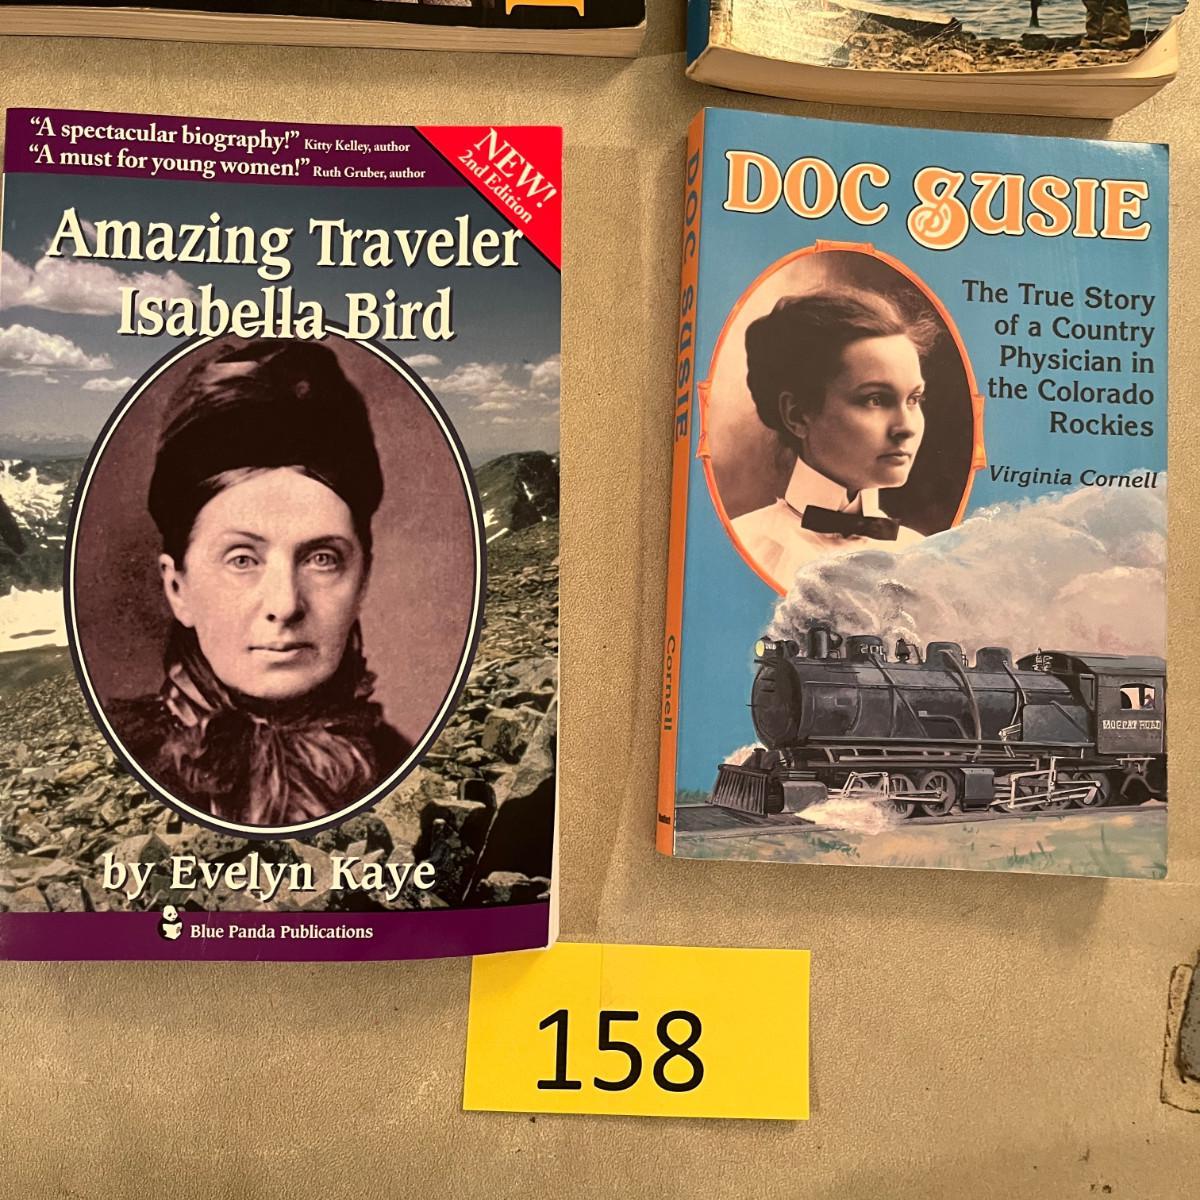 “A spectacular biography!” Kitty Kelley, author
“A must for young women!” Ruth Gruber, author
NEW!
2nd Edition
Amazing Traveler
Isabella Bird
by Evelyn Kaye
Blue Panda Publications
DOC SUSIE
Cornell
DOC SUSIE
The True Story
of a Country
Physician in
the Colorado
Rockies
Virginia Cornell
MOFFAT ROAD
158